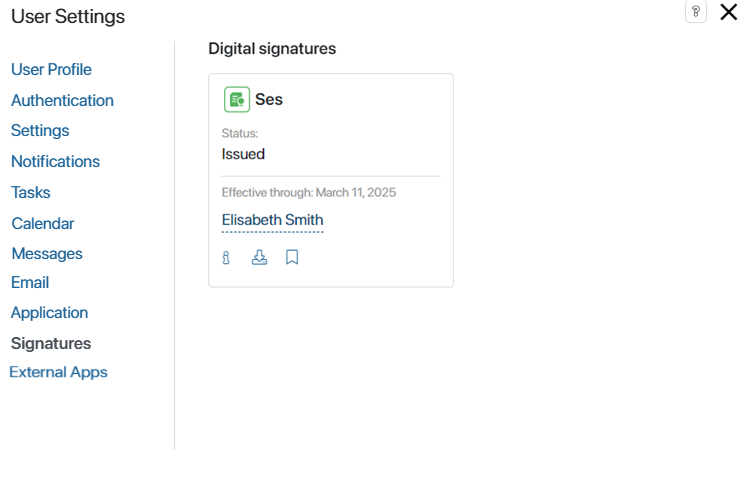 User Settings
?
User Profile
Authentication
Settings
Notifications
Tasks
Calendar
Messages
Email
Application
Signatures
External Apps
Digital signatures
Ses
Status:
Issued
Effective through: March 11, 2025
Elisabeth Smith